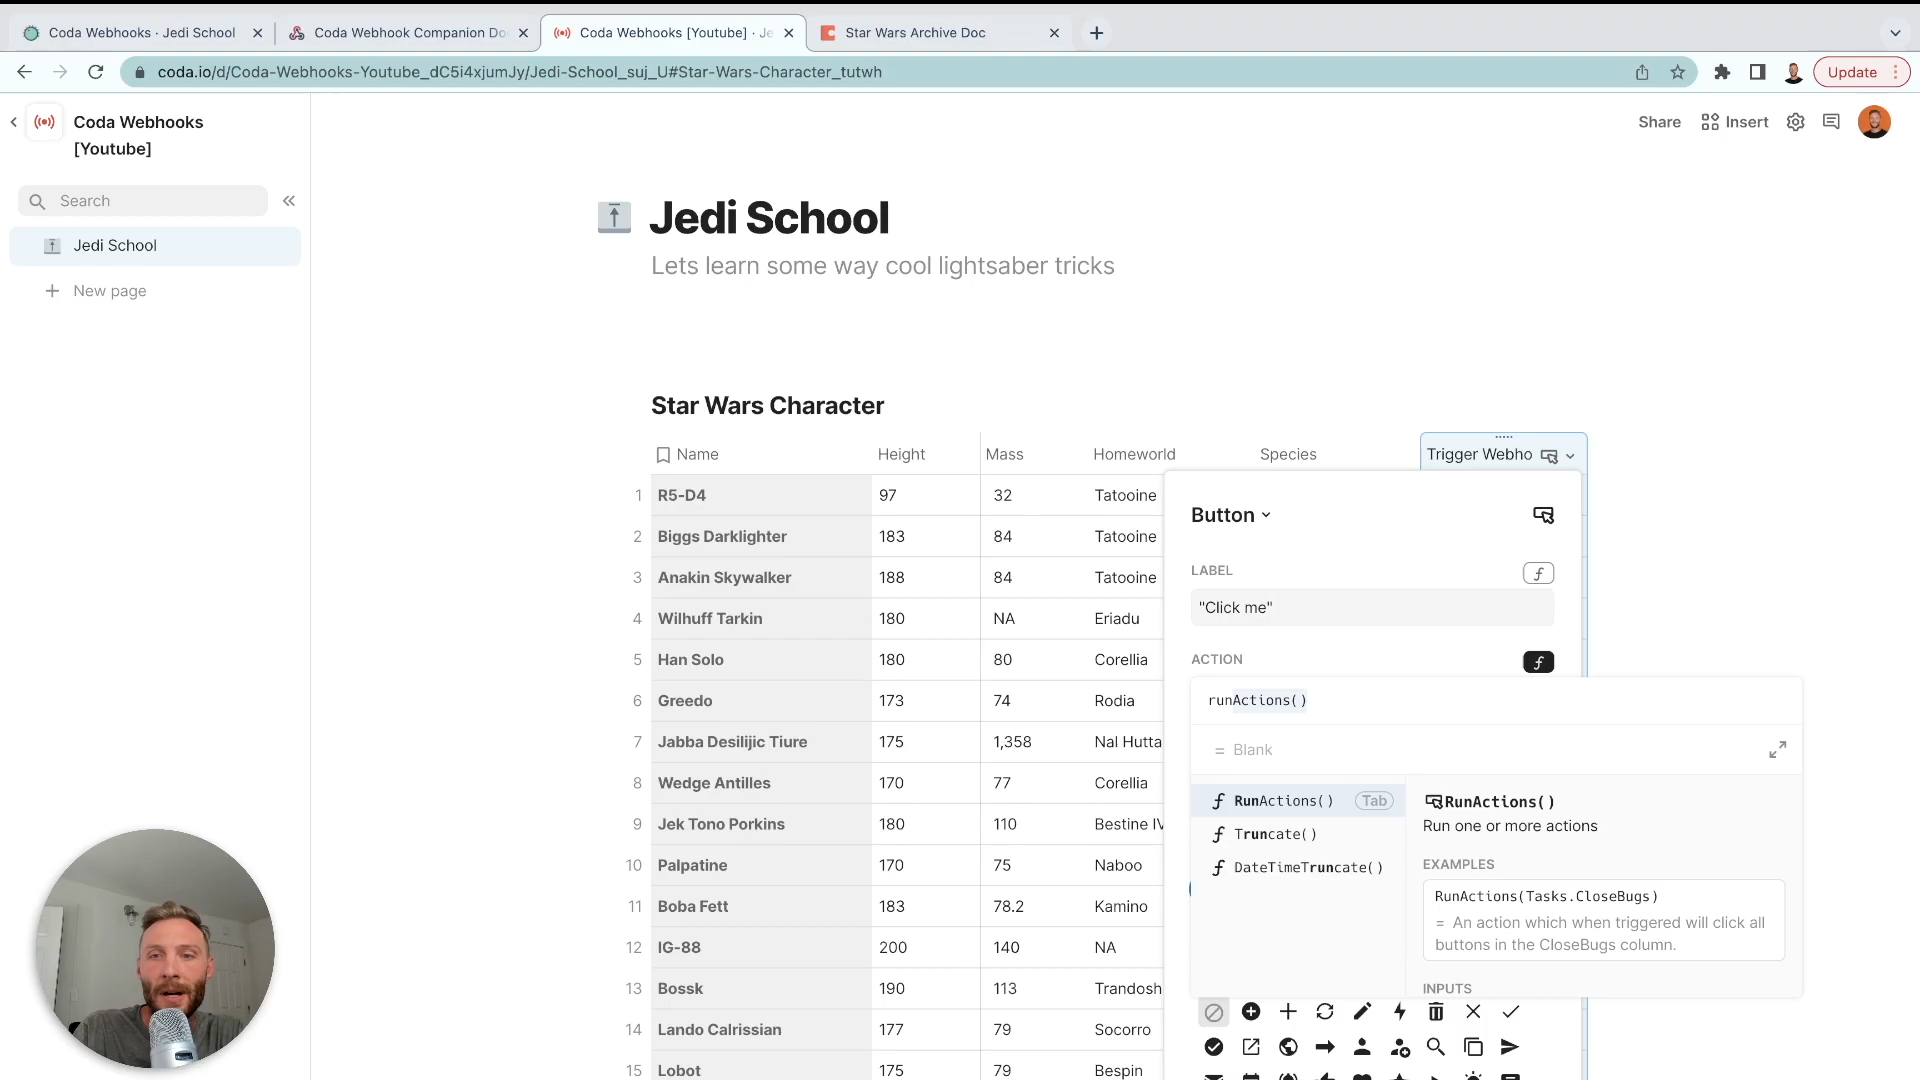 Coda Webhooks · Jedi School
Coda Webhook Companion Do
Coda Webhooks [Youtube] · Je
Star Wars Archive Doc
coda.io/d/Coda-Webhooks-Youtube_dC5i4xjumJy/Jedi-School_suj_U#Star-Wars-Character_tutwh
Update
Coda Webhooks
[Youtube]
Share
Insert
Search
Jedi School
New page
Jedi School
Lets learn some way cool lightsaber tricks
Star Wars Character
Name Height Mass Homeworld Species Trigger Webho
1 R5-D4 97 32 Tatooine
2 Biggs Darklighter 183 84 Tatooine
3 Anakin Skywalker 188 84 Tatooine
4 Wilhuff Tarkin 180 NA Eriadu
5 Han Solo 180 80 Corellia
6 Greedo 173 74 Rodia
7 Jabba Desilijic Tiure 175 1,358 Nal Hutta
8 Wedge Antilles 170 77 Corellia
9 Jek Tono Porkins 180 110 Bestine IV
10 Palpatine 170 75 Naboo
11 Boba Fett 183 78.2 Kamino
12 IG-88 200 140 NA
13 Bossk 190 113 Trandosh
14 Lando Calrissian 177 79 Socorro
15 Lobot 175 79 Bespin
Button
LABEL
"Click me"
ACTION
runActions()
= Blank
RunActions() Tab
Truncate()
DateTimeTruncate()
RunActions()
Run one or more actions
EXAMPLES
RunActions(Tasks.CloseBugs)
= An action which when triggered will click all
buttons in the CloseBugs column.
INPUTS